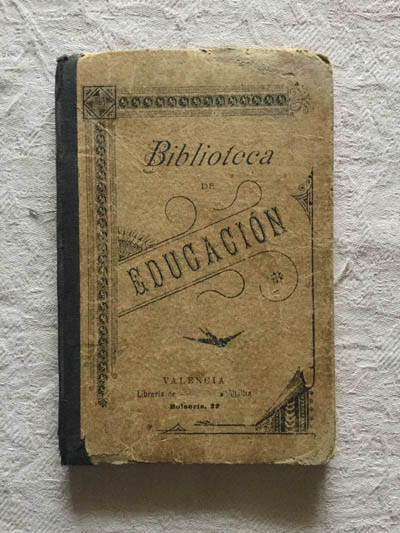 Biblioteca
DE
EDUCACIÓN
VALENCIA
Librería de
Bolsería, 22